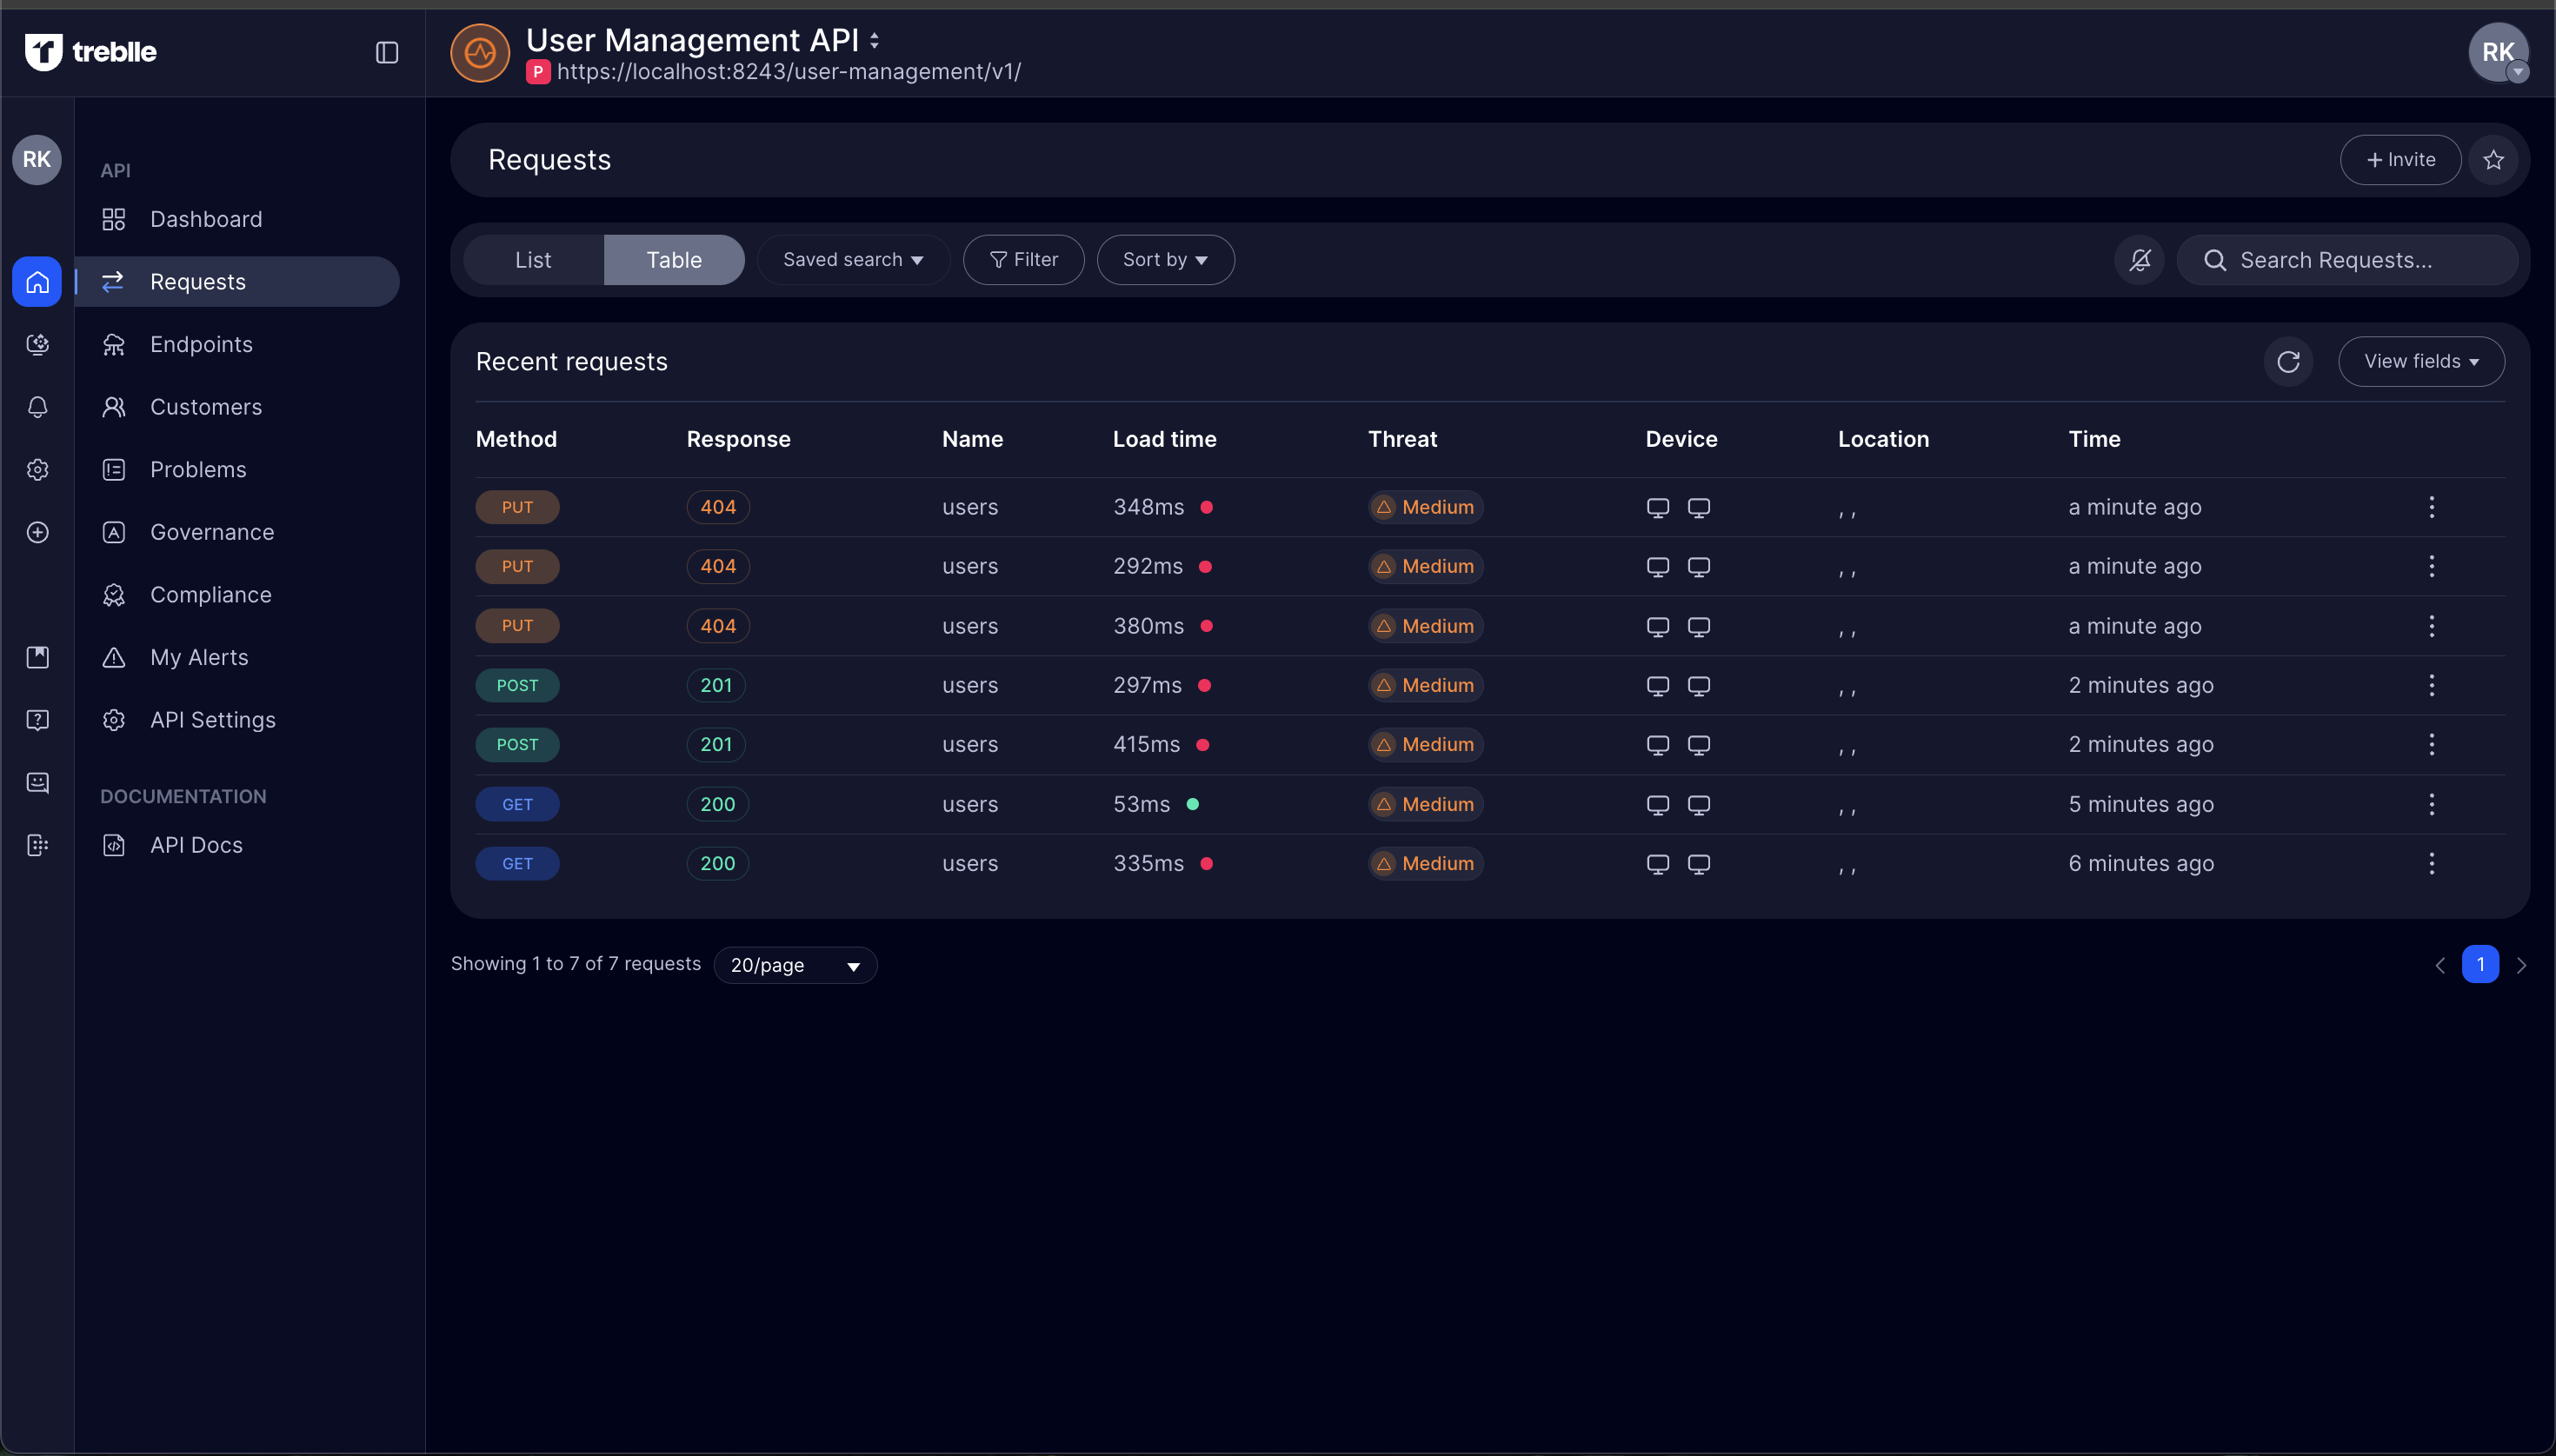 treblle
User Management API
P https://localhost:8243/user-management/v1/
RK
RK
API
Dashboard
Requests
Endpoints
Customers
Problems
Governance
Compliance
My Alerts
API Settings
DOCUMENTATION
API Docs
Requests
+ Invite
List Table Saved search Filter Sort by Search Requests...
Recent requests View fields
Method Response Name Load time Threat Device Location Time
PUT 404 users 348ms Medium , , a minute ago
PUT 404 users 292ms Medium , , a minute ago
PUT 404 users 380ms Medium , , a minute ago
POST 201 users 297ms Medium , , 2 minutes ago
POST 201 users 415ms Medium , , 2 minutes ago
GET 200 users 53ms Medium , , 5 minutes ago
GET 200 users 335ms Medium , , 6 minutes ago
Showing 1 to 7 of 7 requests 20/page 1